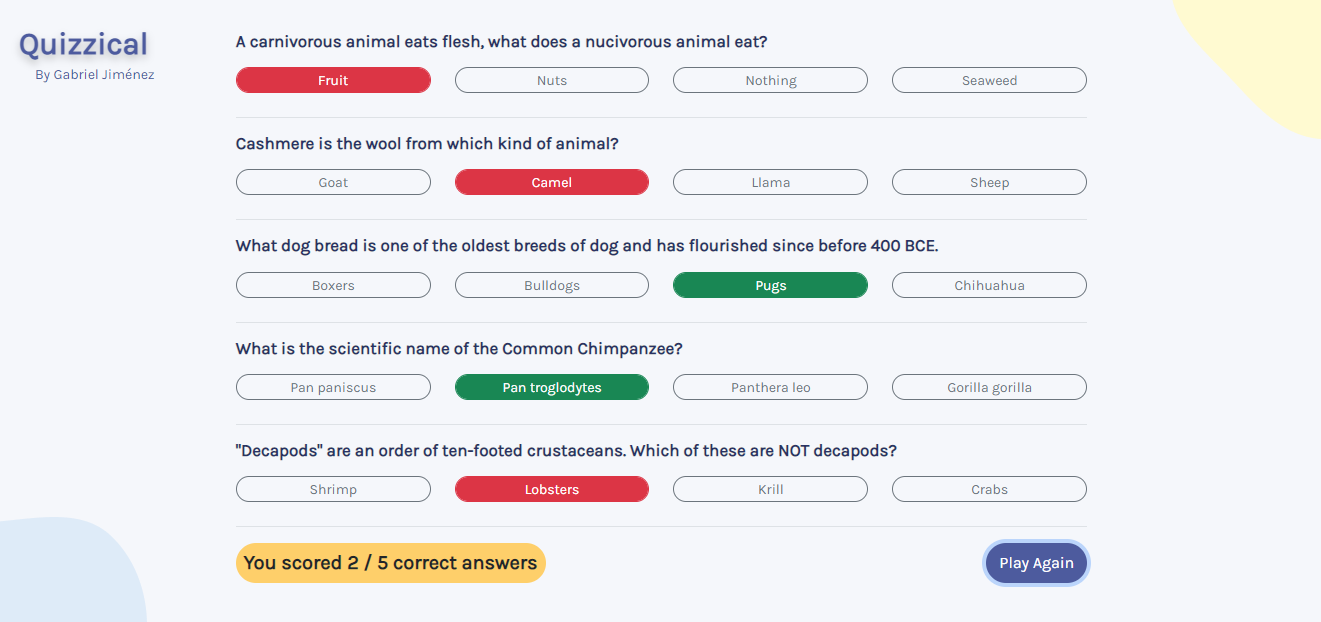 Quizzical
By Gabriel Jiménez
A carnivorous animal eats flesh, what does a nucivorous animal eat?
Fruit Nuts Nothing Seaweed
Cashmere is the wool from which kind of animal?
Goat Camel Llama Sheep
What dog bread is one of the oldest breeds of dog and has flourished since before 400 BCE.
Boxers Bulldogs Pugs Chihuahua
What is the scientific name of the Common Chimpanzee?
Pan paniscus Pan troglodytes Panthera leo Gorilla gorilla
"Decapods" are an order of ten-footed crustaceans. Which of these are NOT decapods?
Shrimp Lobsters Krill Crabs
You scored 2 / 5 correct answers Play Again